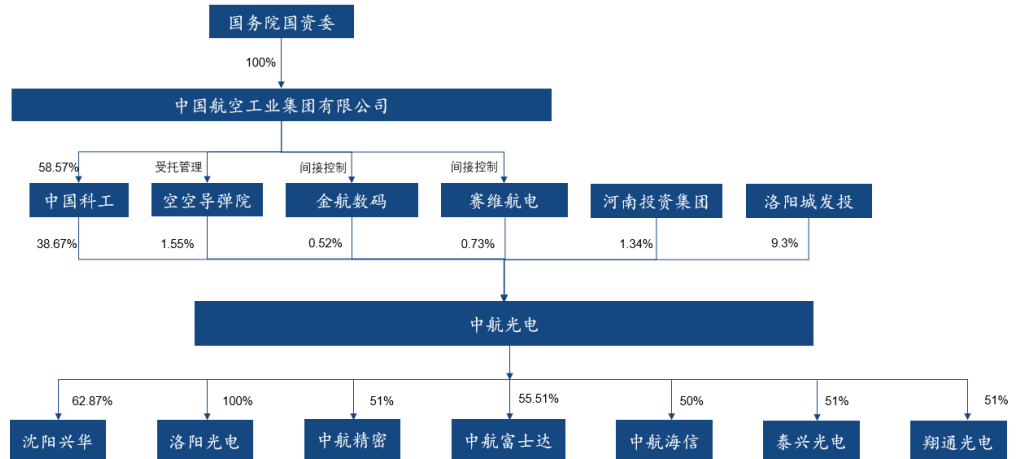 国务院国资委
100%
中国航空工业集团有限公司
58.57% 受托管理 间接控制 间接控制
中国科工 空空导弹院 金航数码 赛维航电 河南投资集团 洛阳城发投
38.67% 1.55% 0.52% 0.73% 1.34% 9.3%
中航光电
62.87% 100% 51% 55.51% 50% 51% 51%
沈阳兴华 洛阳光电 中航精密 中航富士达 中航海信 泰兴光电 翔通光电